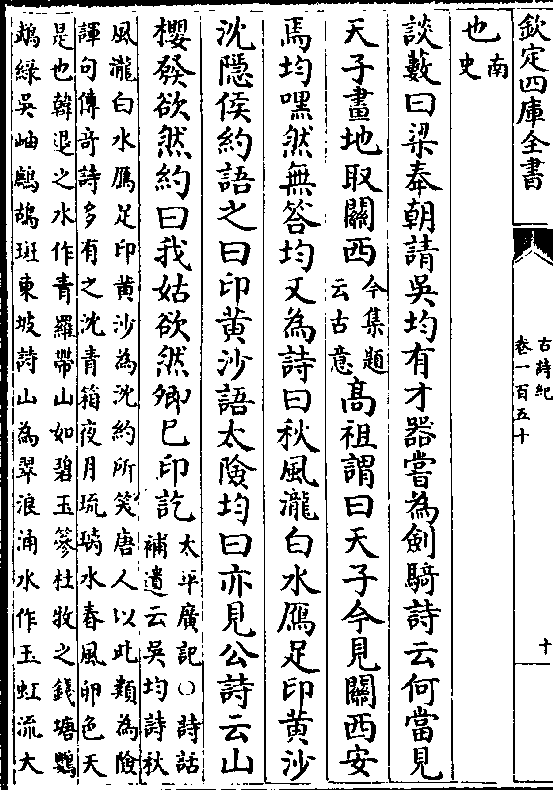 欽定四庫全書
古詩紀
卷一百五十
十
也南史
談藪曰梁奉朝請吳均有才器嘗為劍騎詩云何當見
天子畫地取關西今集題云古意高祖謂曰天子今見關西安
焉均嘿然無答均又為詩曰秋風瀧白水鴈足印黄沙
沈隱侯約語之曰印黄沙語太險均曰亦見公詩云山
櫻發欲然約曰我姑欲然卿已印訖太平廣記○詩話補遺云吳均詩秋
風瀧白水鴈足印黄沙為沈約所笑唐人以此類為險
諢句傳奇詩多有之沈青箱夜月琉璃水春風卵色天
是也韓退之水作青羅帶山如碧玉篸杜牧之錢塘鸚
鵡綠吳岫鷓鴣斑東坡詩山為翠浪涌水作玉虹流大